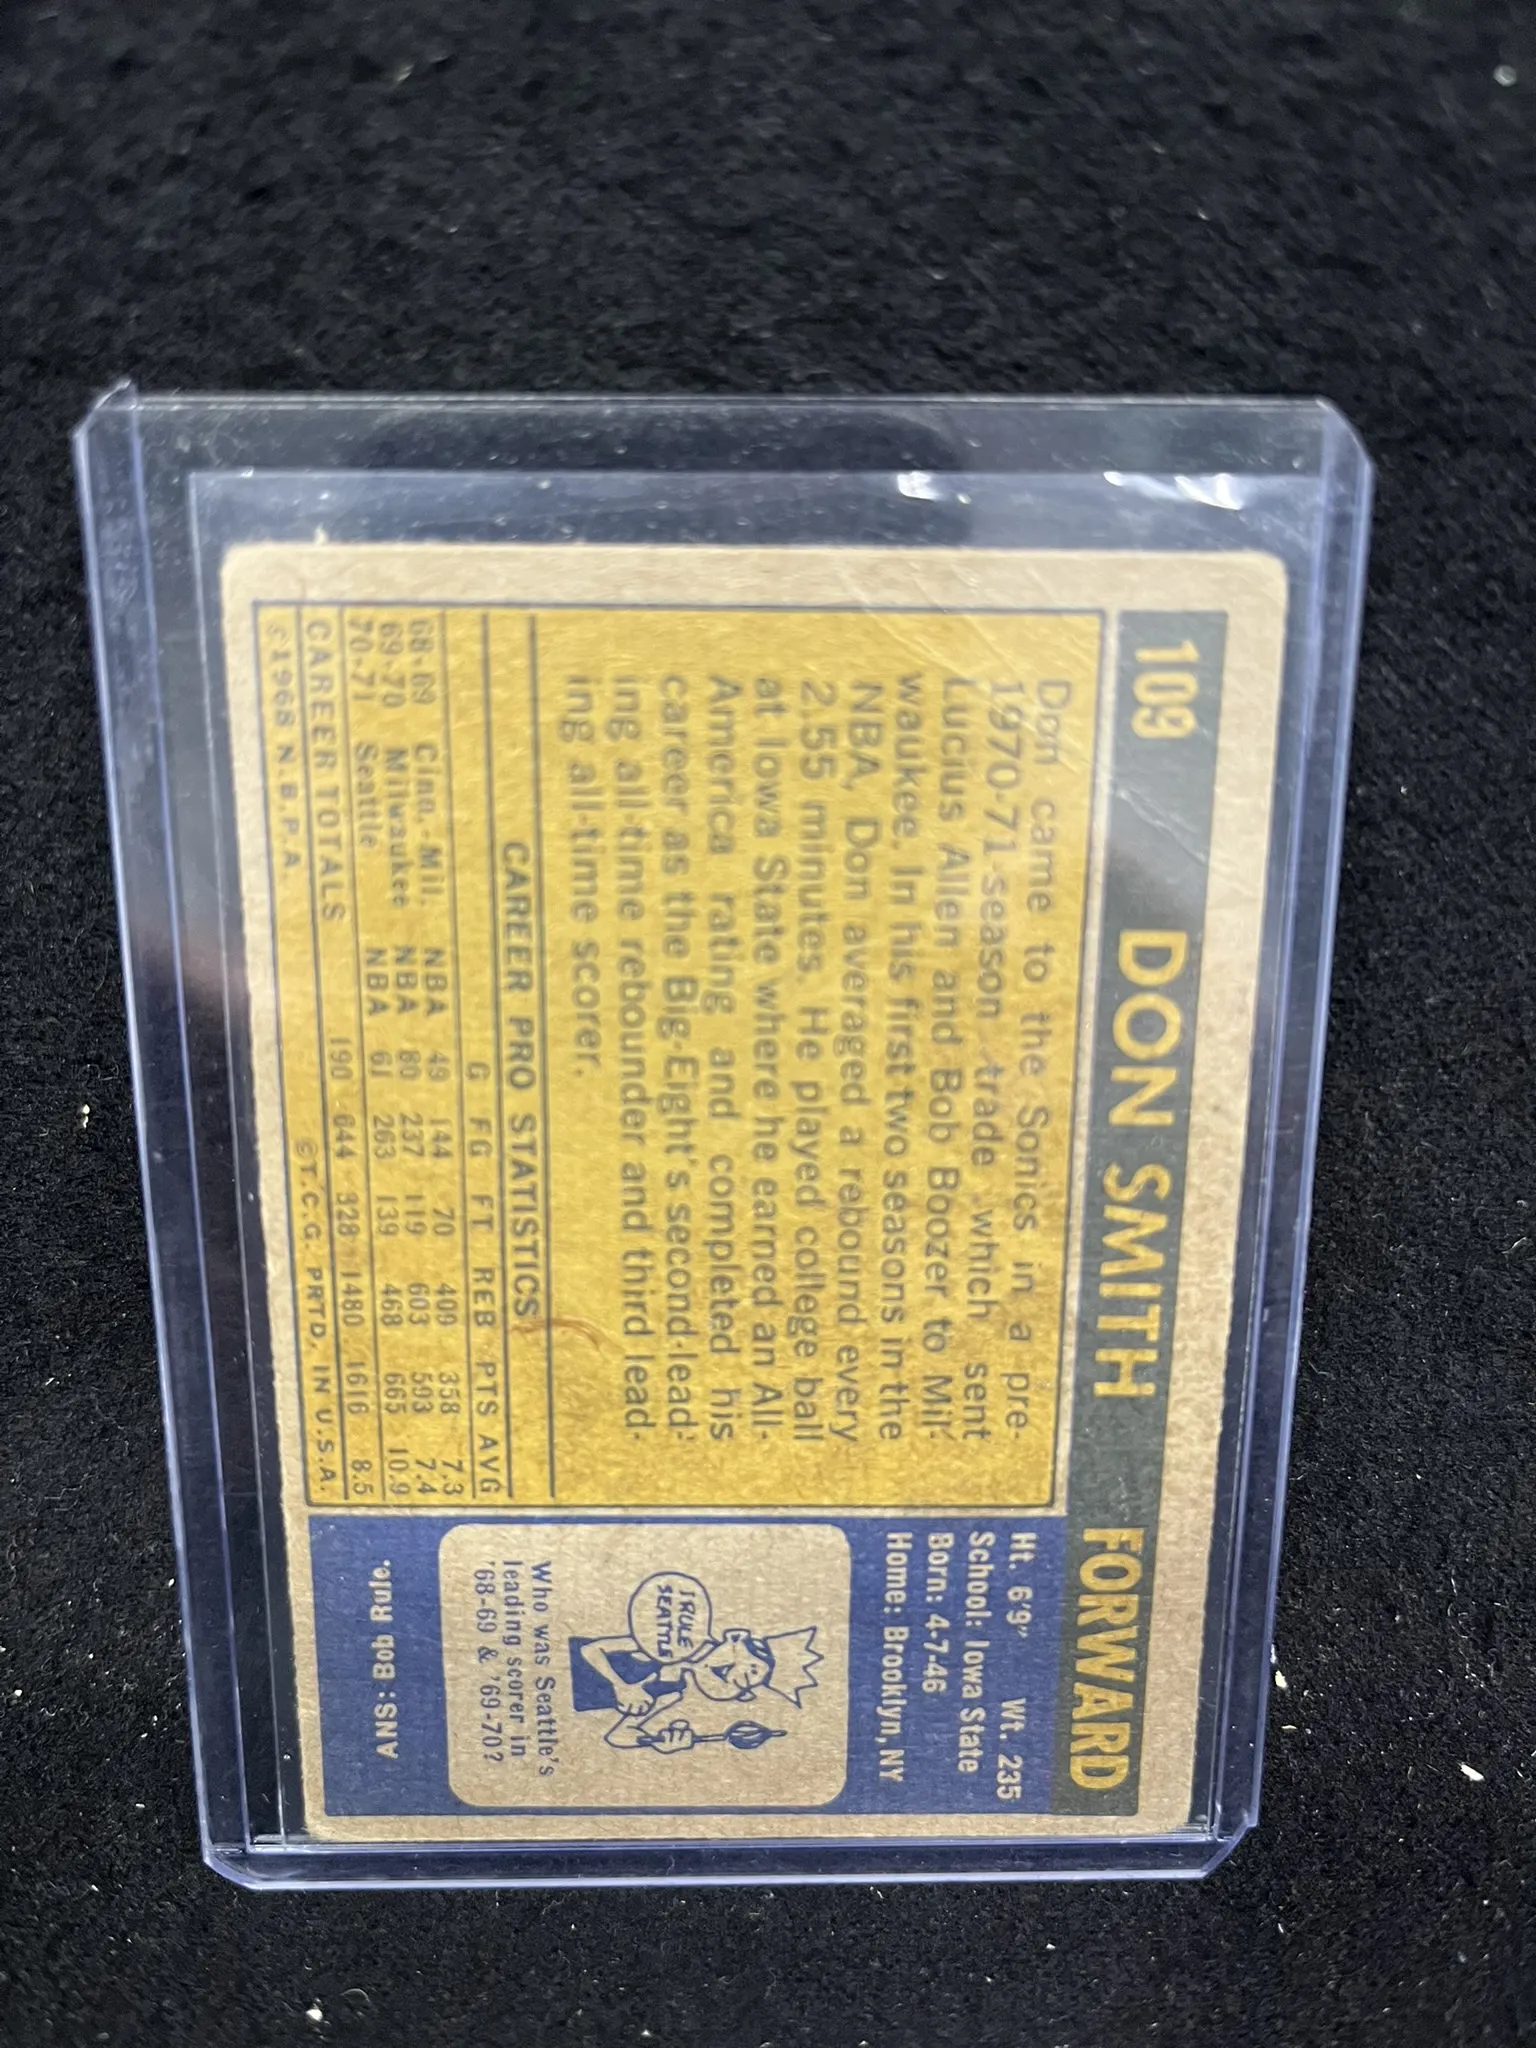 109 DON SMITH FORWARD
Don came to the Sonics in a pre-
1970-71 season trade which sent
Lucius Allen and Bob Boozer to Mil-
waukee. In his first two seasons in the
NBA, Don averaged a rebound every
2.55 minutes. He played college ball
at Iowa State where he earned an All-
America rating and completed his
career as the Big-Eight's second-lead-
ing all-time rebounder and third lead-
ing all-time scorer.
CAREER PRO STATISTICS
G FG FT REB PTS AVG
68-69 Cinn.-Mil. NBA 49 144 70 409 358 7.3
69-70 Milwaukee NBA 80 237 119 603 593 7.4
70-71 Seattle NBA 61 263 139 468 665 10.9
CAREER TOTALS 190 644 328 1480 1616 8.5
©1968 N.B.P.A. ©T.C.G. PRTD. IN U.S.A.
Ht. 6'9" Wt. 235
School: Iowa State
Born: 4-7-46
Home: Brooklyn, NY
I RULE
SEATTLE
Who was Seattle's
leading scorer in
'68-69 & '69-70?
ANS: Bob Rule.